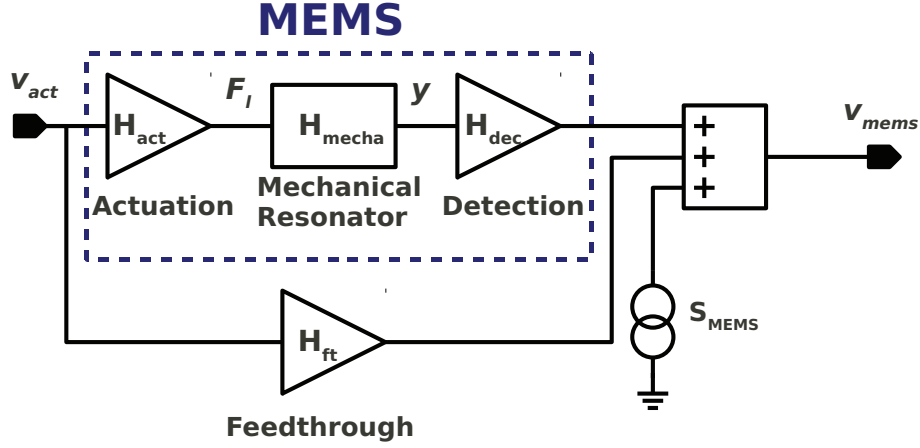 MEMS
v_act
F_l
y
v_mems
H_act
H_mecha
H_dec
+
+
+
Actuation
Mechanical
Resonator
Detection
S_MEMS
H_ft
Feedthrough